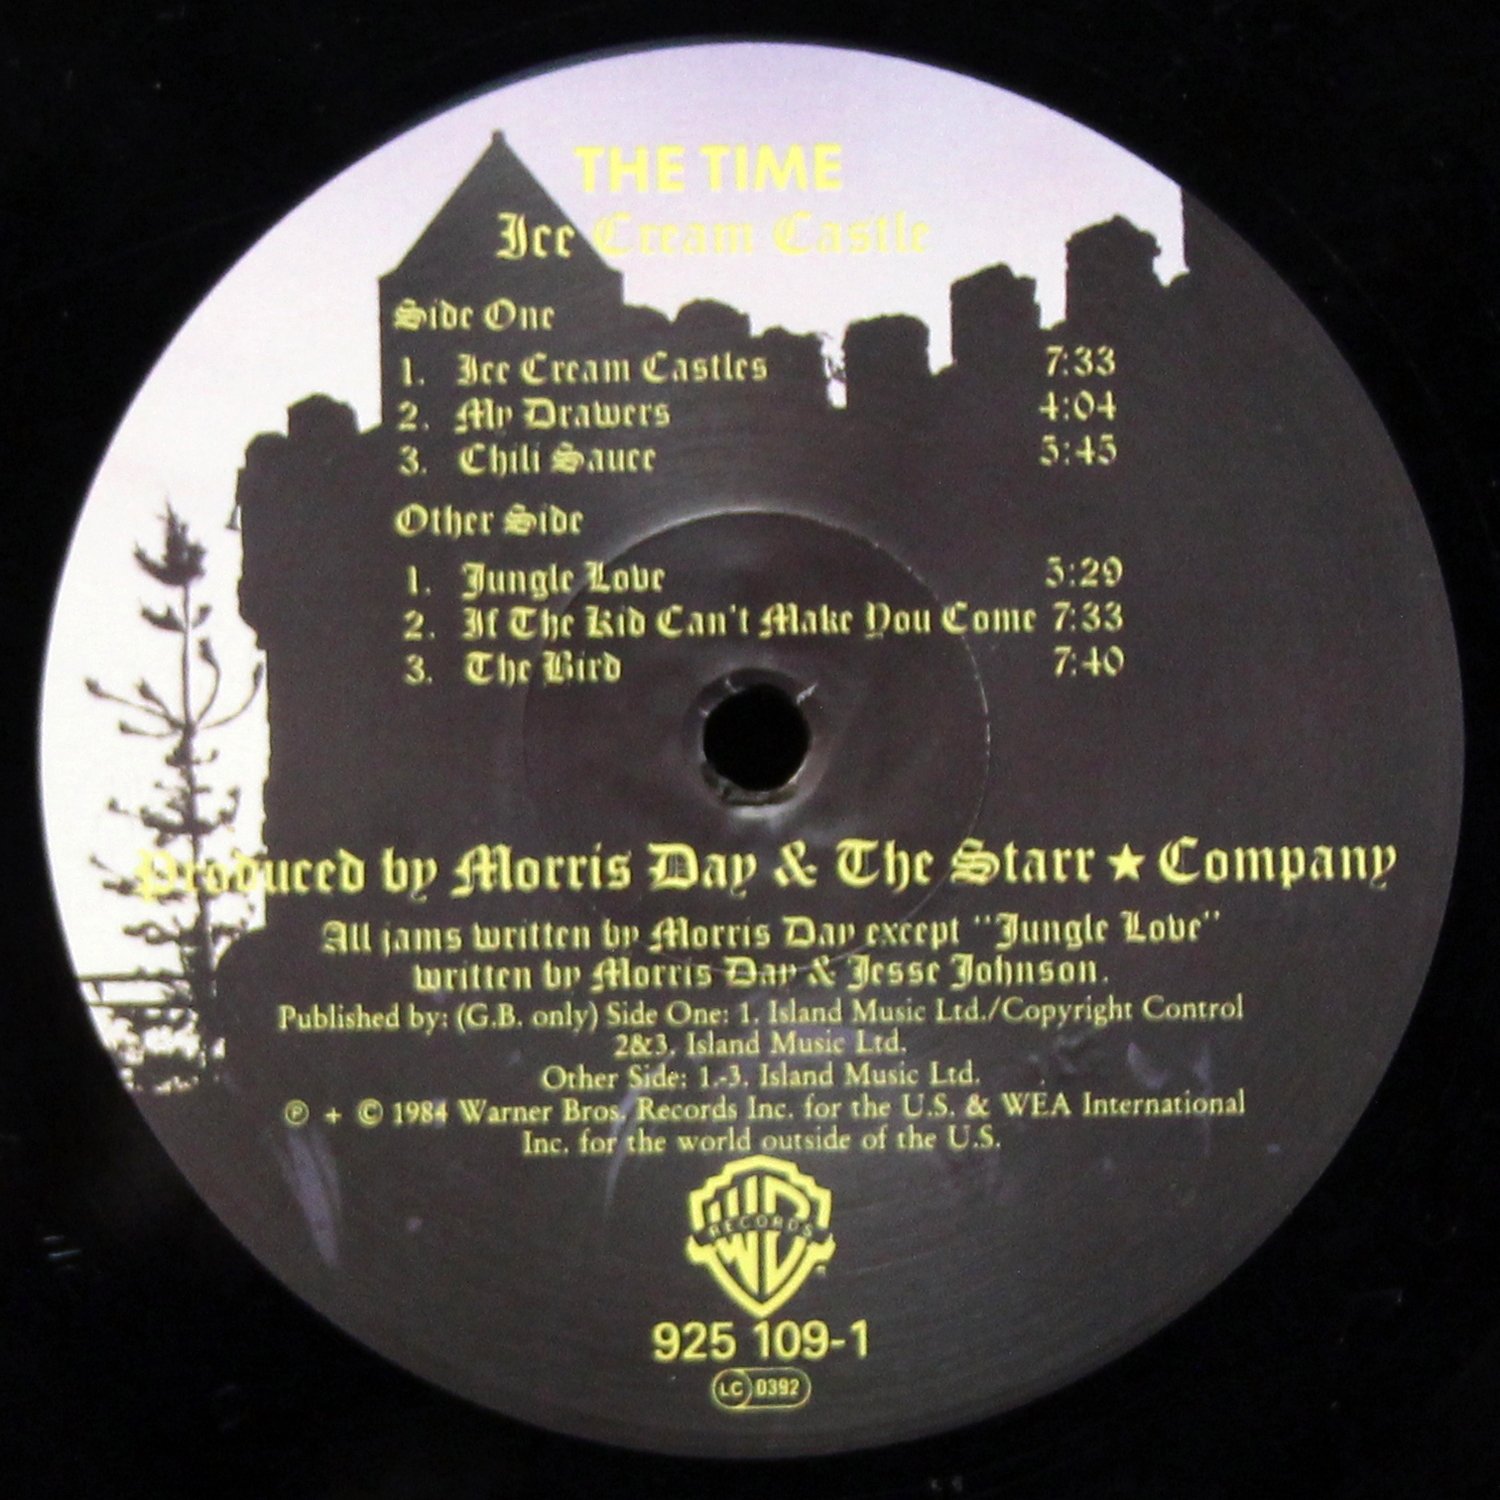 THE TIME
Ice Cream Castle
Side One
1. Ice Cream Castles 7:33
2. My Drawers 4:04
3. Chili Sauce 5:45
Other Side
1. Jungle Love 5:29
2. If The Kid Can't Make You Come 7:33
3. The Bird 7:40
Produced by Morris Day & The Starr ★ Company
All jams written by Morris Day except "Jungle Love"
written by Morris Day & Jesse Johnson.
Published by: (G.B. only) Side One: 1. Island Music Ltd./Copyright Control
2&3. Island Music Ltd.
Other Side: 1.-3. Island Music Ltd.
℗ + © 1984 Warner Bros. Records Inc. for the U.S. & WEA International
Inc. for the world outside of the U.S.
WB
RECORDS
925 109-1
LC 0392